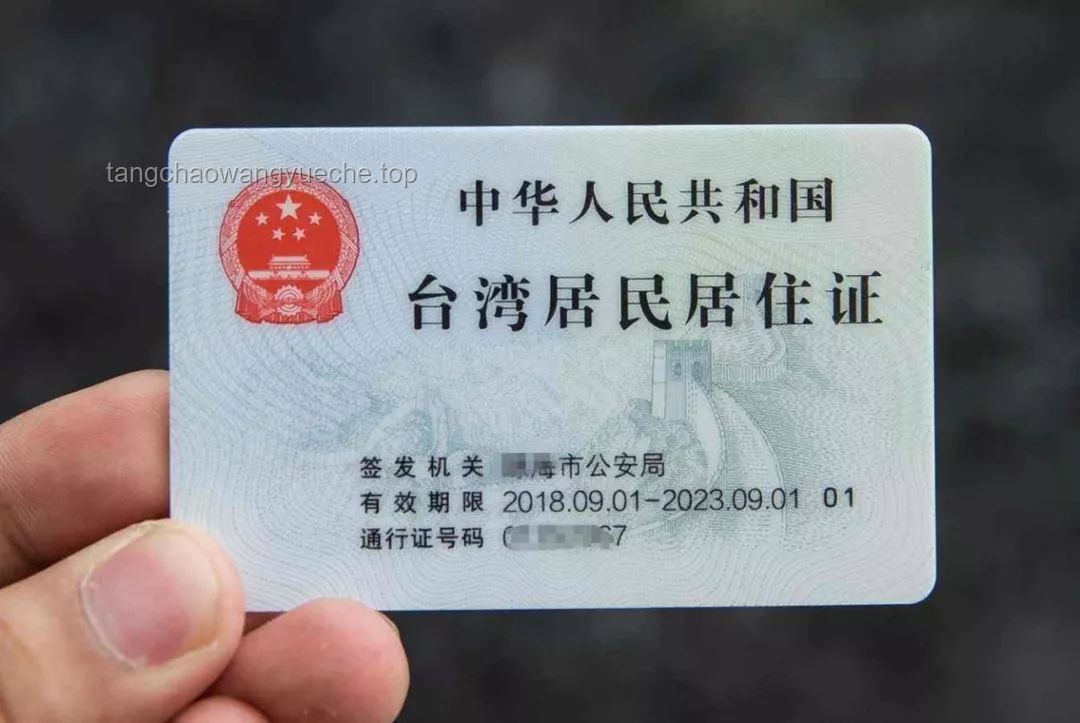 tangchaowangyueche.top
中华人民共和国
台湾居民居住证
签发机关 市公安局
有效期限 2018.09.01-2023.09.01 01
通行证号码 7